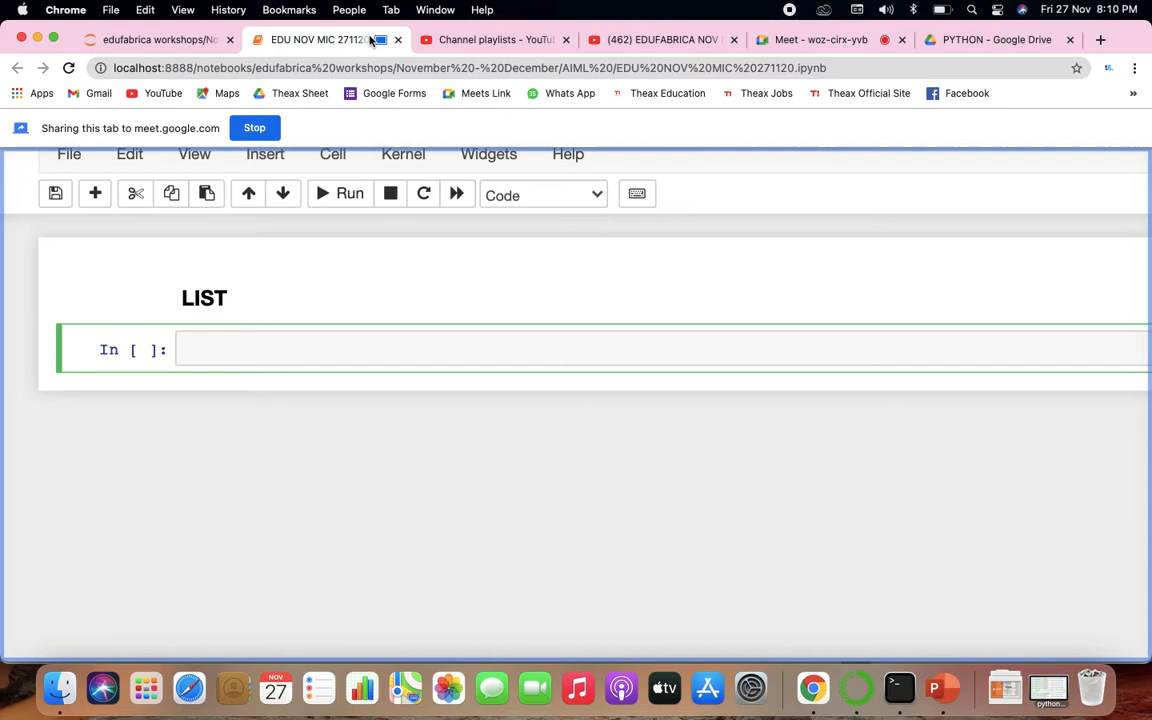 Chrome File Edit View History Bookmarks People Tab Window Help Fri 27 Nov 8:10 PM
edufabrica workshops/No EDU NOV MIC 27112 Channel playlists - YouTu (462) EDUFABRICA NOV Meet - woz-cirx-yvb PYTHON - Google Drive
localhost:8888/notebooks/edufabrica%20workshops/November%20-%20December/AIML%20/EDU%20NOV%20MIC%20271120.ipynb
Apps Gmail YouTube Maps Theax Sheet Google Forms Meets Link Whats App Theax Education Theax Jobs Theax Official Site Facebook »
Sharing this tab to meet.google.com Stop
File Edit View Insert Cell Kernel Widgets Help
Run Code
LIST
In [ ]:
NOV
27
tv
python...